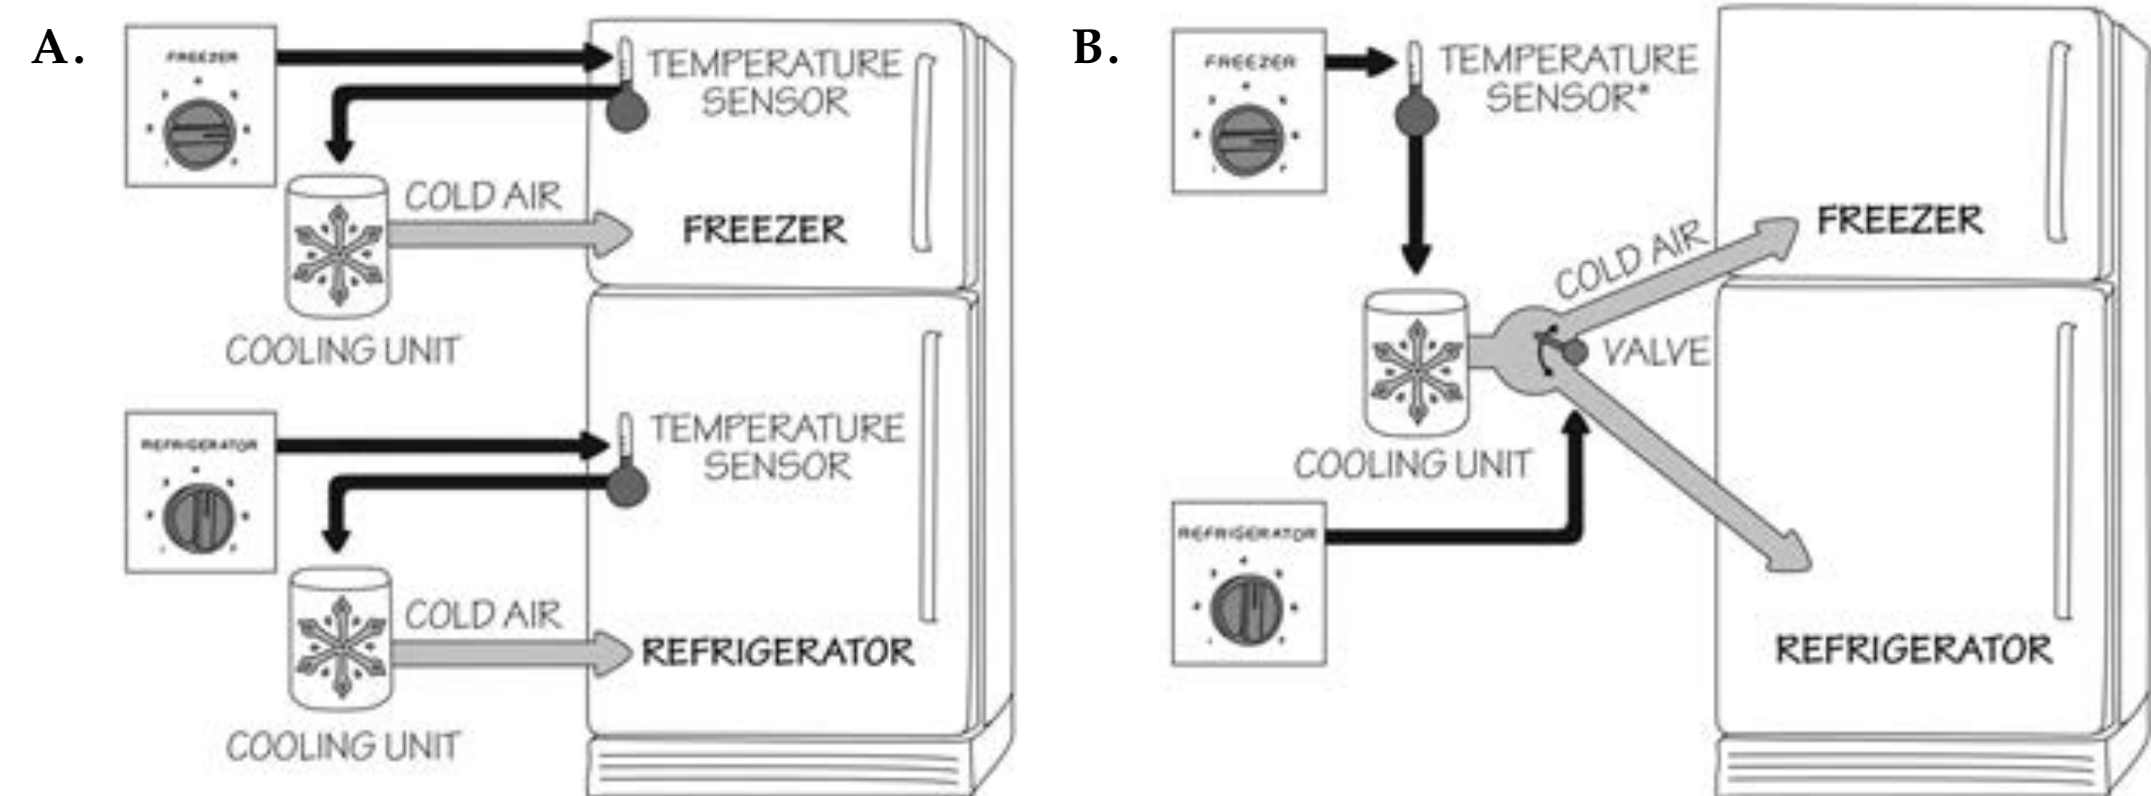 A.
FREEZER
TEMPERATURE
SENSOR
COLD AIR
FREEZER
COOLING UNIT
REFRIGERATOR
TEMPERATURE
SENSOR
COLD AIR
REFRIGERATOR
COOLING UNIT
B.
FREEZER
TEMPERATURE
SENSOR*
COLD AIR
FREEZER
VALVE
COOLING UNIT
REFRIGERATOR
REFRIGERATOR